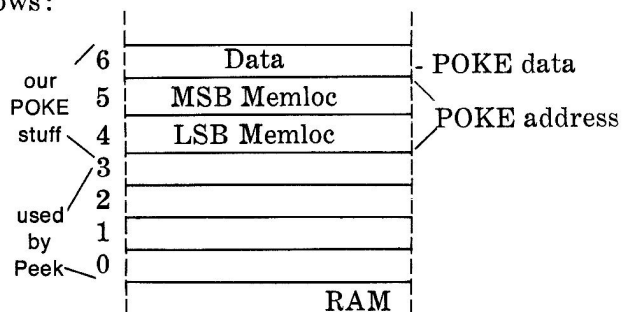 ows:
6 Data - POKE data
our POKE stuff
5 MSB Memloc
POKE address
4 LSB Memloc
3
2
used by Peek
1
0
RAM